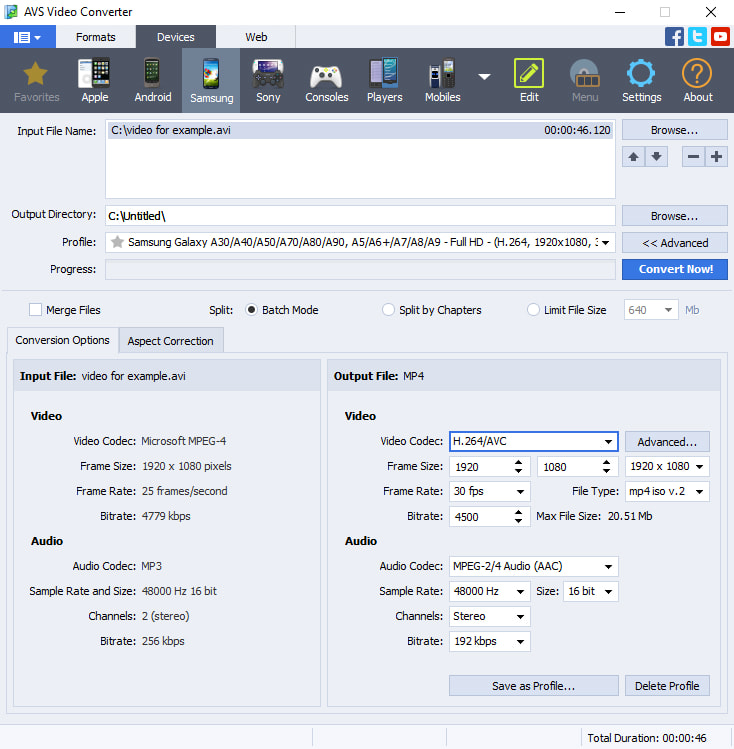 AVS Video Converter
Formats Devices Web
Favorites Apple Android Samsung Sony Consoles Players Mobiles Edit Menu Settings About
Input File Name: C:\video for example.avi 00:00:46.120 Browse...
Output Directory: C:\Untitled\ Browse...
Profile: Samsung Galaxy A30/A40/A50/A70/A80/A90, A5/A6+/A7/A8/A9 - Full HD - (H.264, 1920x1080, << Advanced
Progress: Convert Now!
Merge Files Split: Batch Mode Split by Chapters Limit File Size 640 Mb
Conversion Options Aspect Correction
Input File: video for example.avi Output File: MP4
Video Video
Video Codec: Microsoft MPEG-4 Video Codec: H.264/AVC Advanced...
Frame Size: 1920 x 1080 pixels Frame Size: 1920 1080 1920 x 1080
Frame Rate: 25 frames/second Frame Rate: 30 fps File Type: mp4 iso v.2
Bitrate: 4779 kbps Bitrate: 4500 Max File Size: 20.51 Mb
Audio Audio
Audio Codec: MP3 Audio Codec: MPEG-2/4 Audio (AAC)
Sample Rate and Size: 48000 Hz 16 bit Sample Rate: 48000 Hz Size: 16 bit
Channels: 2 (stereo) Channels: Stereo
Bitrate: 256 kbps Bitrate: 192 kbps
Save as Profile... Delete Profile
Total Duration: 00:00:46